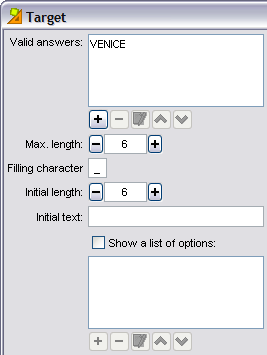 Target
Valid answers: VENICE
Max. length: 6
Filling character _
Initial length: 6
Initial text:
Show a list of options: